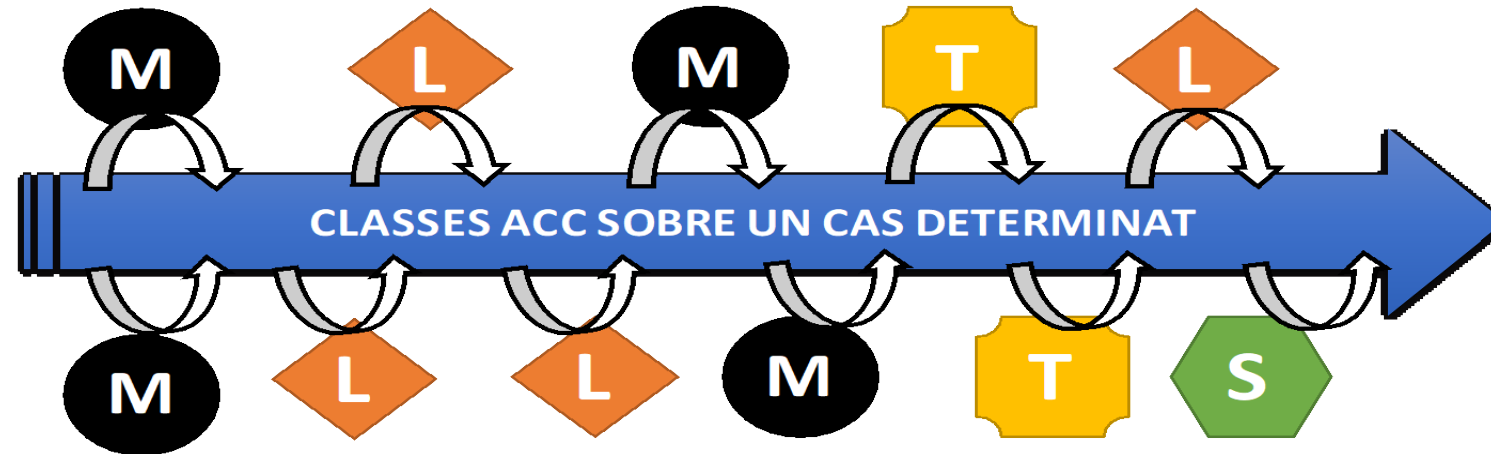 M L M T L
CLASSES ACC SOBRE UN CAS DETERMINAT
M L L M T S